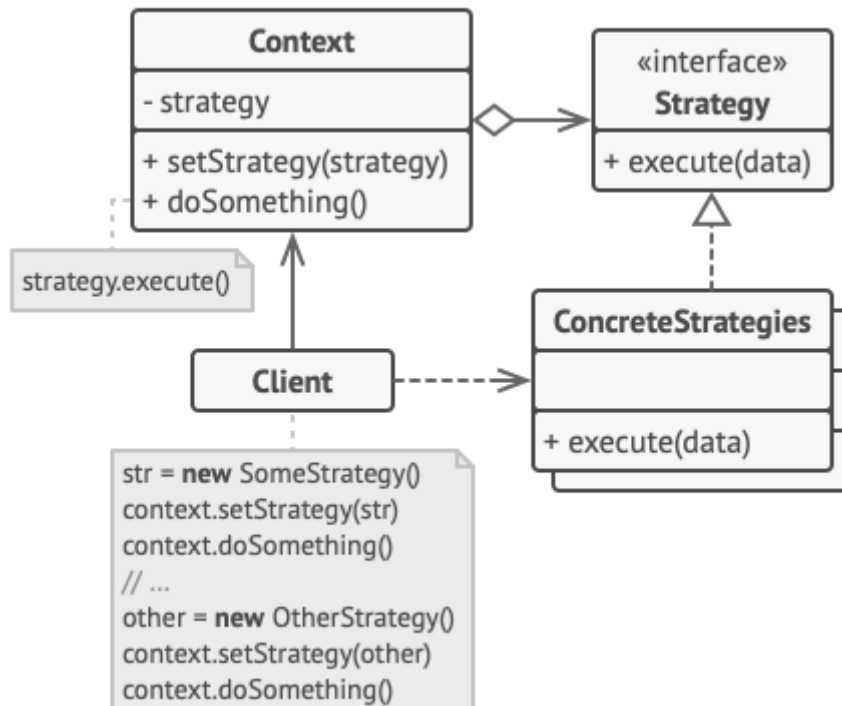 Context
- strategy
+ setStrategy(strategy)
+ doSomething()
«interface»
Strategy
+ execute(data)
strategy.execute()
ConcreteStrategies
+ execute(data)
Client
str = new SomeStrategy()
context.setStrategy(str)
context.doSomething()
// ...
other = new OtherStrategy()
context.setStrategy(other)
context.doSomething()